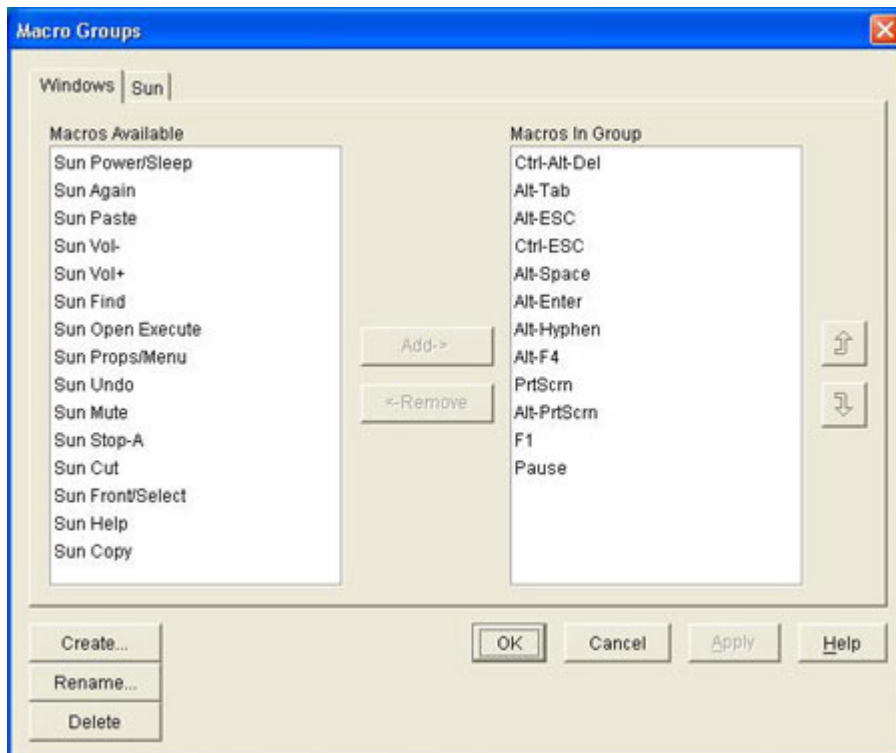 Macro Groups
Windows
Sun
Macros Available
Sun Power/Sleep
Sun Again
Sun Paste
Sun Vol-
Sun Vol+
Sun Find
Sun Open Execute
Sun Props/Menu
Sun Undo
Sun Mute
Sun Stop-A
Sun Cut
Sun Front/Select
Sun Help
Sun Copy
Add->
<-Remove
Macros In Group
Ctrl-Alt-Del
Alt-Tab
Alt-ESC
Ctrl-ESC
Alt-Space
Alt-Enter
Alt-Hyphen
Alt-F4
PrtScrn
Alt-PrtScrn
F1
Pause
Create...
Rename...
Delete
OK
Cancel
Apply
Help